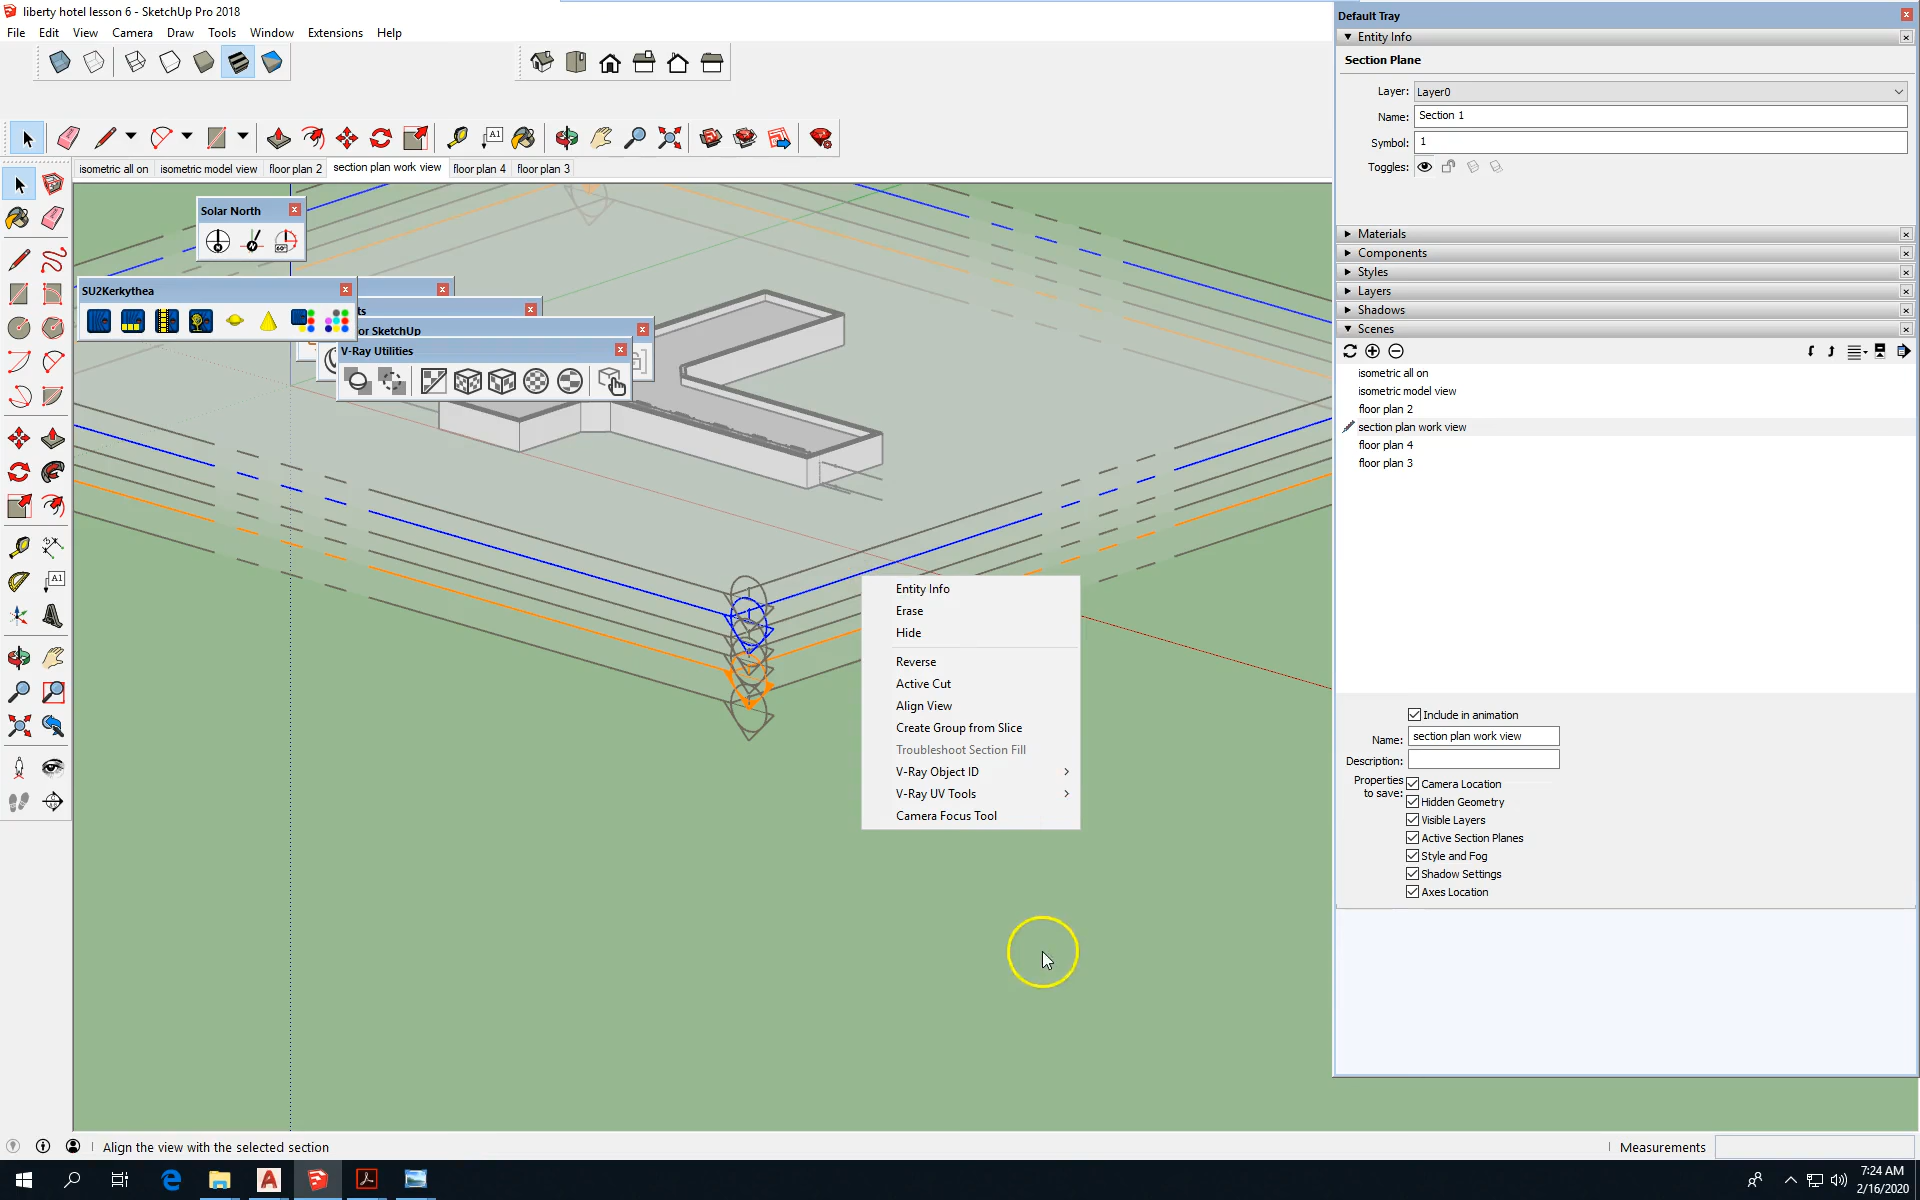 liberty hotel lesson 6 - SketchUp Pro 2018
File Edit View Camera Draw Tools Window Extensions Help
isometric all on isometric model view floor plan 2 section plan work view floor plan 4 floor plan 3
Solar North
SU2Kerkythea
ts
or SketchUp
V-Ray Utilities
Entity Info
Erase
Hide
Reverse
Active Cut
Align View
Create Group from Slice
Troubleshoot Section Fill
V-Ray Object ID
V-Ray UV Tools
Camera Focus Tool
Default Tray
Entity Info
Section Plane
Layer: Layer0
Name: Section 1
Symbol: 1
Toggles:
Materials
Components
Styles
Layers
Shadows
Scenes
isometric all on
isometric model view
floor plan 2
section plan work view
floor plan 4
floor plan 3
Include in animation
Name: section plan work view
Description:
Properties to save:
Camera Location
Hidden Geometry
Visible Layers
Active Section Planes
Style and Fog
Shadow Settings
Axes Location
Align the view with the selected section
Measurements
7:24 AM
2/16/2020